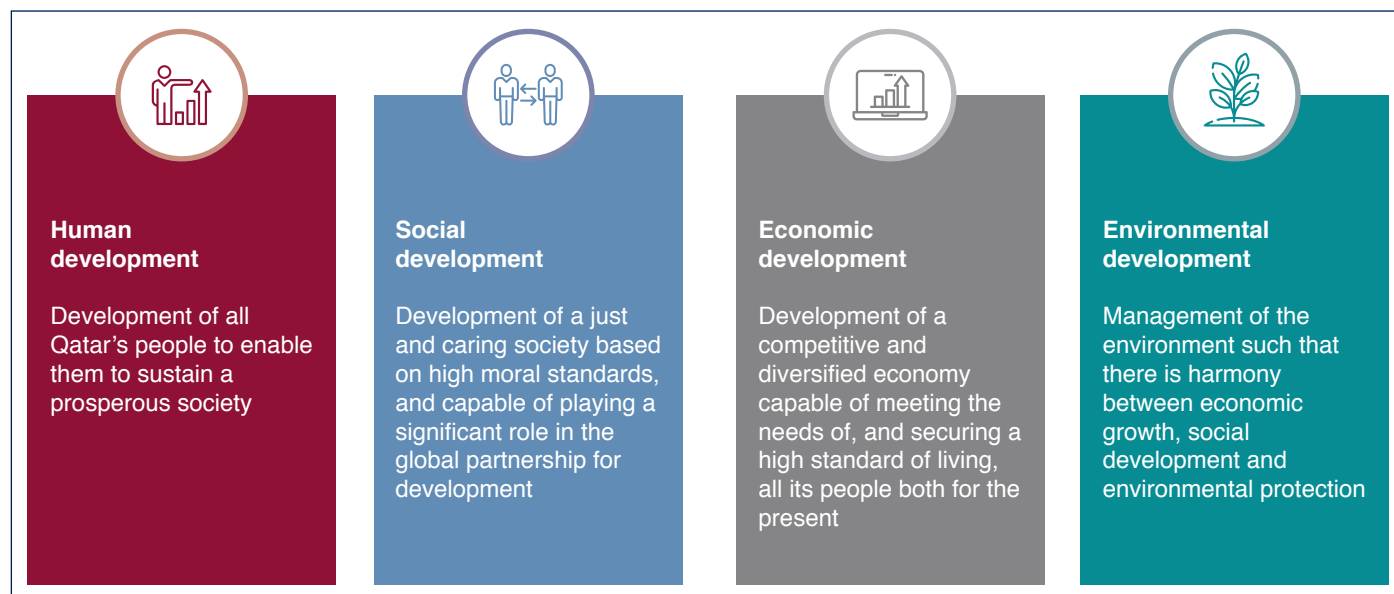 Human
development
Development of all
Qatar’s people to enable
them to sustain a
prosperous society
Social
development
Development of a just
and caring society based
on high moral standards,
and capable of playing a
significant role in the
global partnership for
development
Economic
development
Development of a
competitive and
diversified economy
capable of meeting the
needs of, and securing a
high standard of living,
all its people both for the
present
Environmental
development
Management of the
environment such that
there is harmony
between economic
growth, social
development and
environmental protection